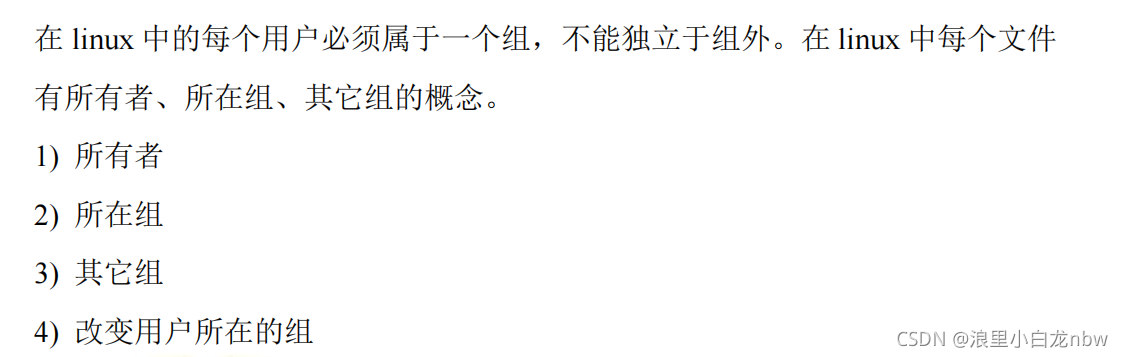 在 linux 中的每个用户必须属于一个组，不能独立于组外。在 linux 中每个文件
有所有者、所在组、其它组的概念。
1) 所有者
2) 所在组
3) 其它组
4) 改变用户所在的组
CSDN @浪里小白龙nbw